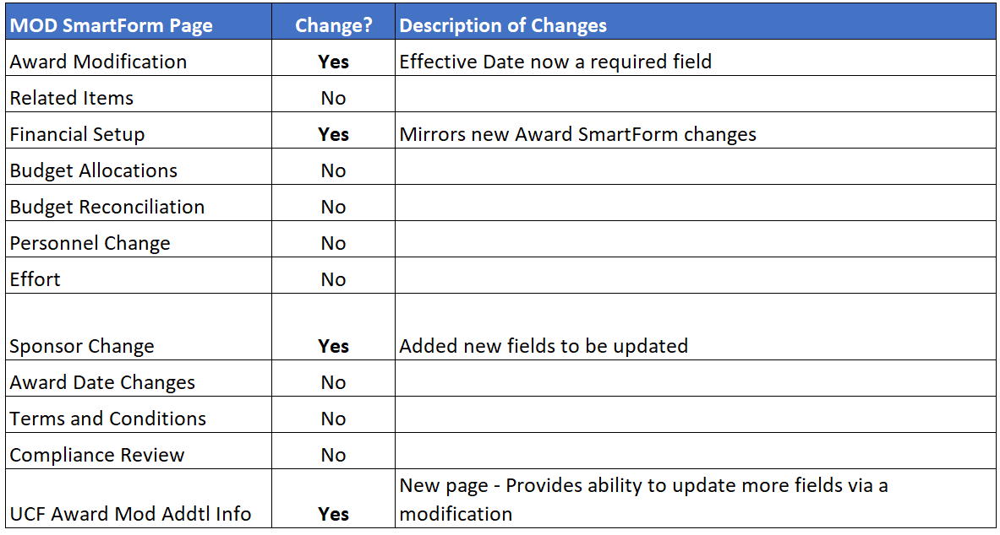 MOD SmartForm Page Change? Description of Changes
Award Modification Yes Effective Date now a required field
Related Items No
Financial Setup Yes Mirrors new Award SmartForm changes
Budget Allocations No
Budget Reconciliation No
Personnel Change No
Effort No
Sponsor Change Yes Added new fields to be updated
Award Date Changes No
Terms and Conditions No
Compliance Review No
New page - Provides ability to update more fields via a
UCF Award Mod Addtl Info Yes modification